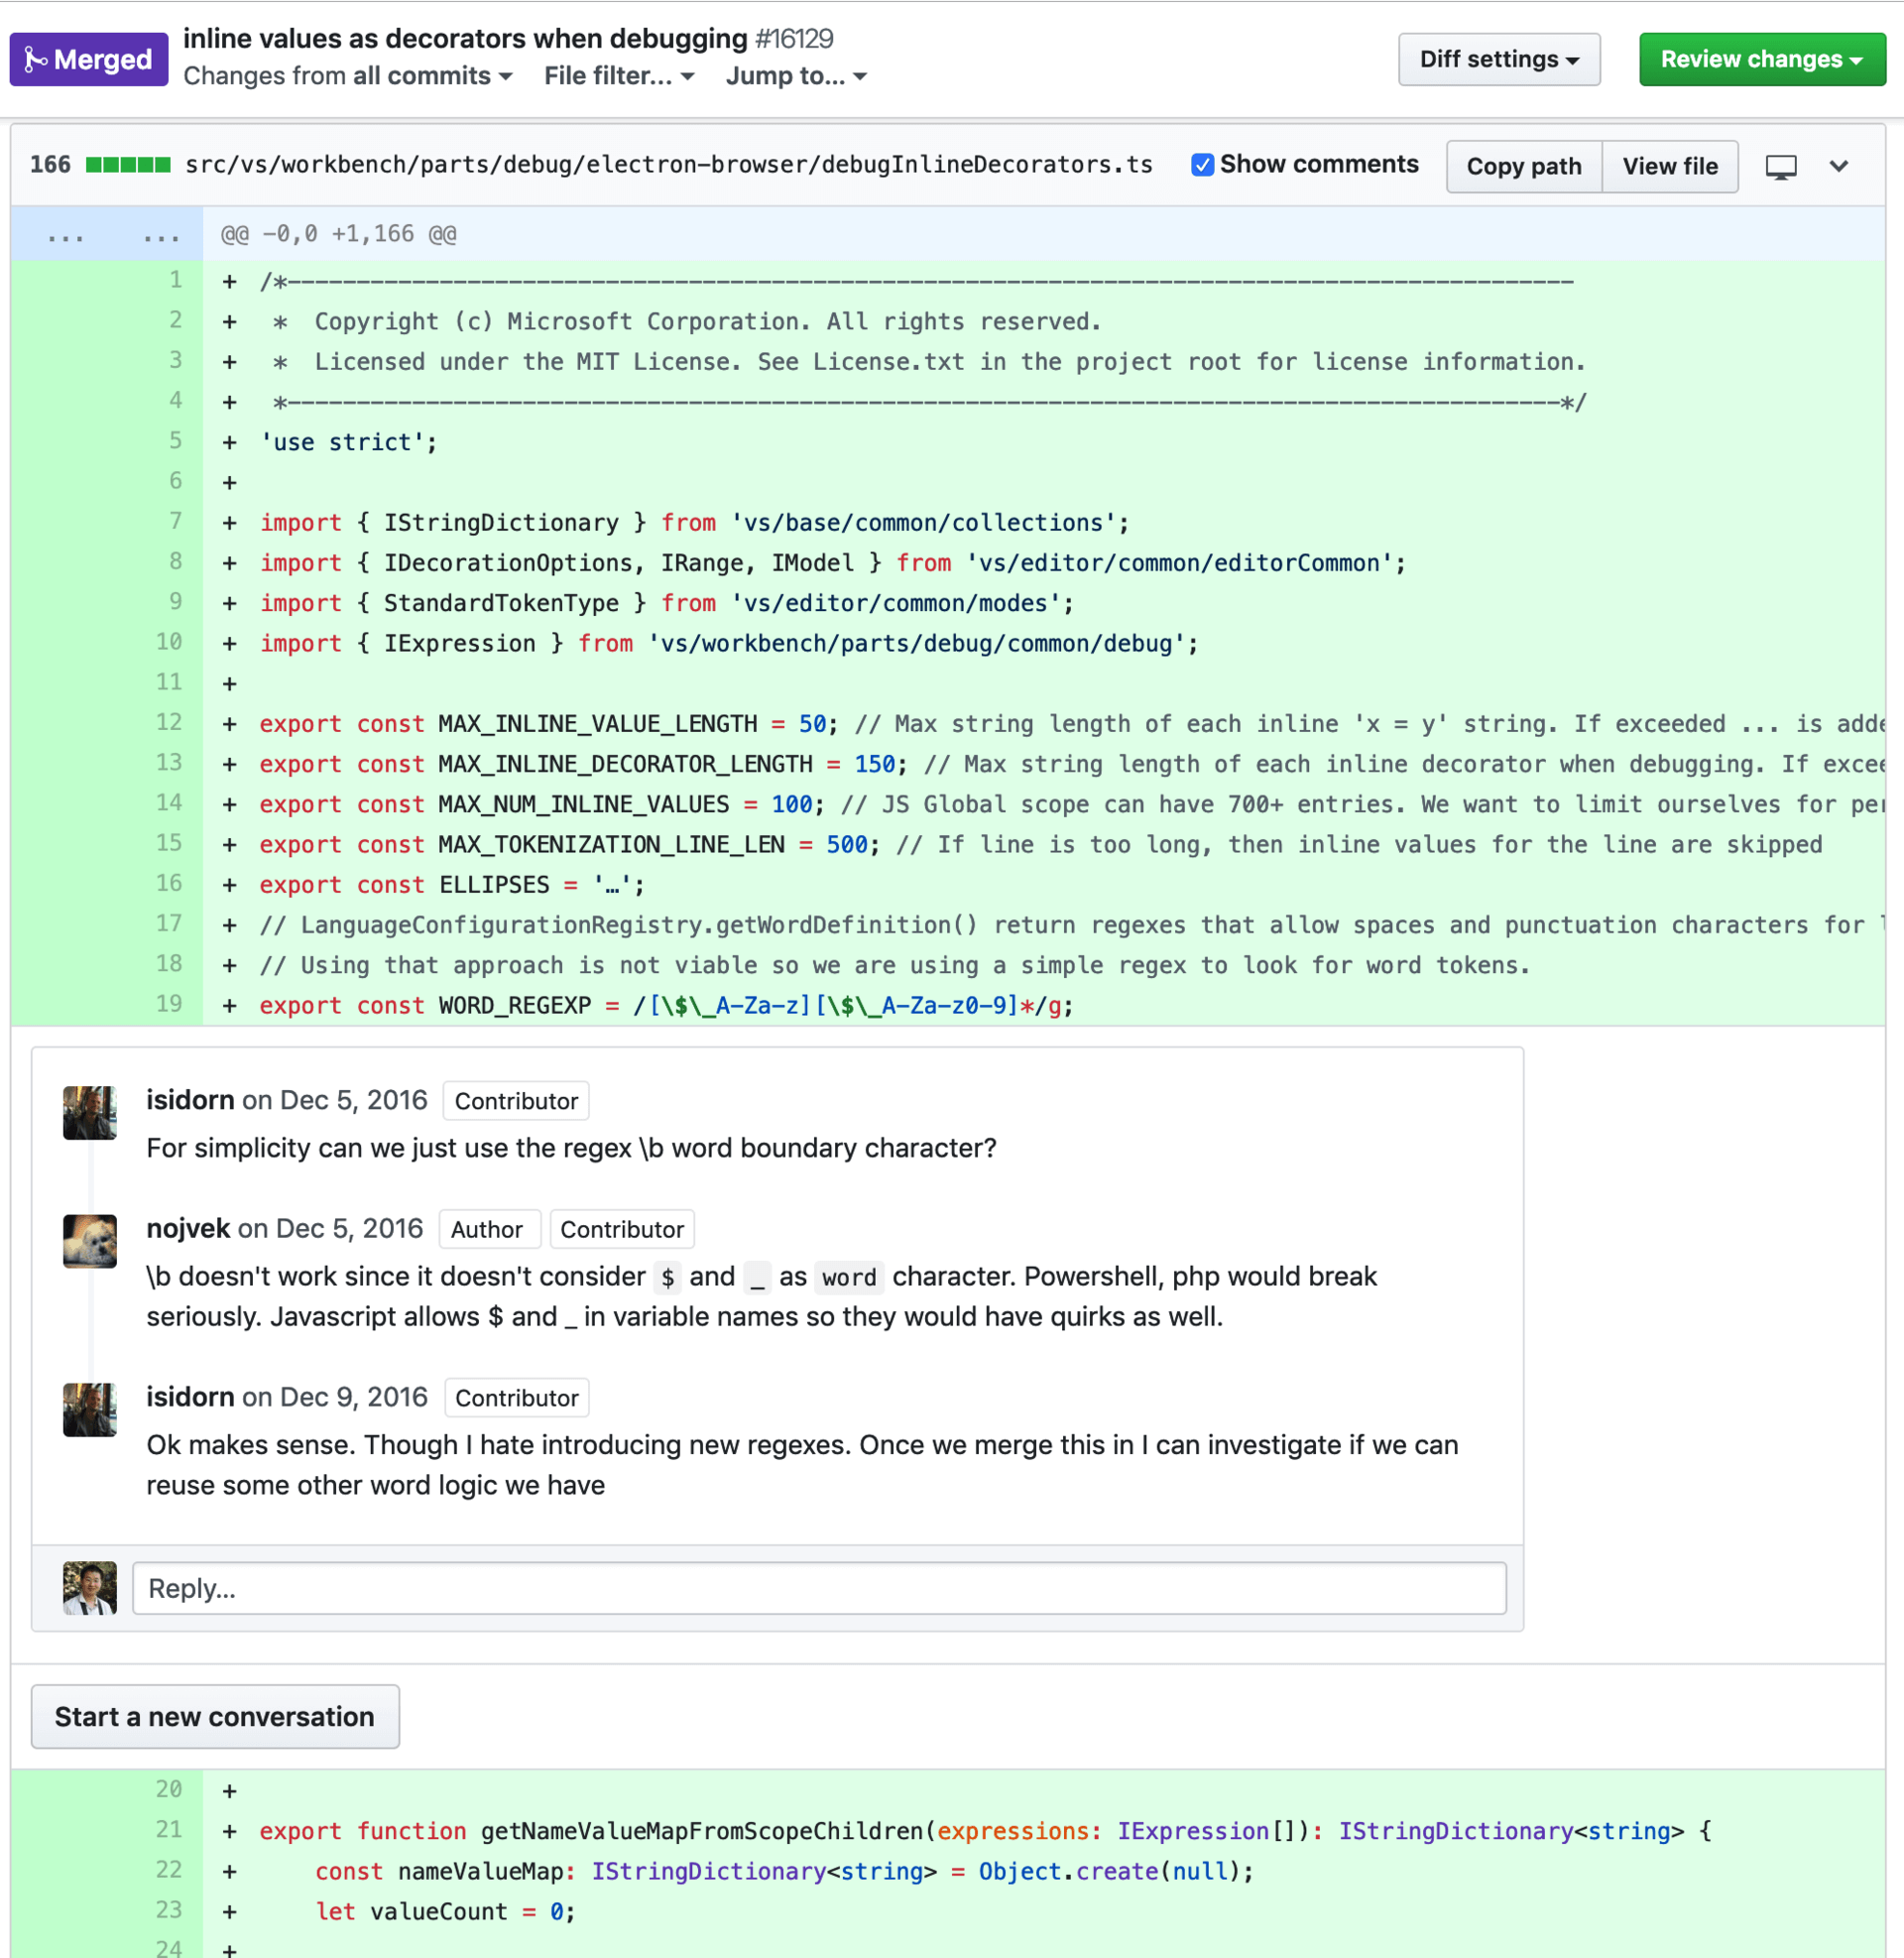 Merged
inline values as decorators when debugging #16129
Changes from all commits File filter... Jump to...
Diff settings
Review changes
166 src/vs/workbench/parts/debug/electron-browser/debugInlineDecorators.ts Show comments Copy path View file
... ... @@ -0,0 +1,166 @@
1 + /*---------------------------------------------------------------------------------------------
2 + *  Copyright (c) Microsoft Corporation. All rights reserved.
3 + *  Licensed under the MIT License. See License.txt in the project root for license information.
4 + *--------------------------------------------------------------------------------------------*/
5 + 'use strict';
6 +
7 + import { IStringDictionary } from 'vs/base/common/collections';
8 + import { IDecorationOptions, IRange, IModel } from 'vs/editor/common/editorCommon';
9 + import { StandardTokenType } from 'vs/editor/common/modes';
10 + import { IExpression } from 'vs/workbench/parts/debug/common/debug';
11 +
12 + export const MAX_INLINE_VALUE_LENGTH = 50; // Max string length of each inline 'x = y' string. If exceeded ... is
13 + export const MAX_INLINE_DECORATOR_LENGTH = 150; // Max string length of each inline decorator when debugging. If
14 + export const MAX_NUM_INLINE_VALUES = 100; // JS Global scope can have 700+ entries. We want to limit ourselves for
15 + export const MAX_TOKENIZATION_LINE_LEN = 500; // If line is too long, then inline values for the line are skipped
16 + export const ELLIPSES = '…';
17 + // LanguageConfigurationRegistry.getWordDefinition() return regexes that allow spaces and punctuation characters for
18 + // Using that approach is not viable so we are using a simple regex to look for word tokens.
19 + export const WORD_REGEXP = /[\$\_A-Za-z][\$\_A-Za-z0-9]*/g;
isidorn on Dec 5, 2016 Contributor
For simplicity can we just use the regex \b word boundary character?
nojvek on Dec 5, 2016 Author Contributor
\b doesn't work since it doesn't consider $ and _ as word character. Powershell, php would break
seriously. Javascript allows $ and _ in variable names so they would have quirks as well.
isidorn on Dec 9, 2016 Contributor
Ok makes sense. Though I hate introducing new regexes. Once we merge this in I can investigate if we can
reuse some other word logic we have
Reply...
Start a new conversation
20 +
21 + export function getNameValueMapFromScopeChildren(expressions: IExpression[]): IStringDictionary<string> {
22 + const nameValueMap: IStringDictionary<string> = Object.create(null);
23 + let valueCount = 0;
24 +